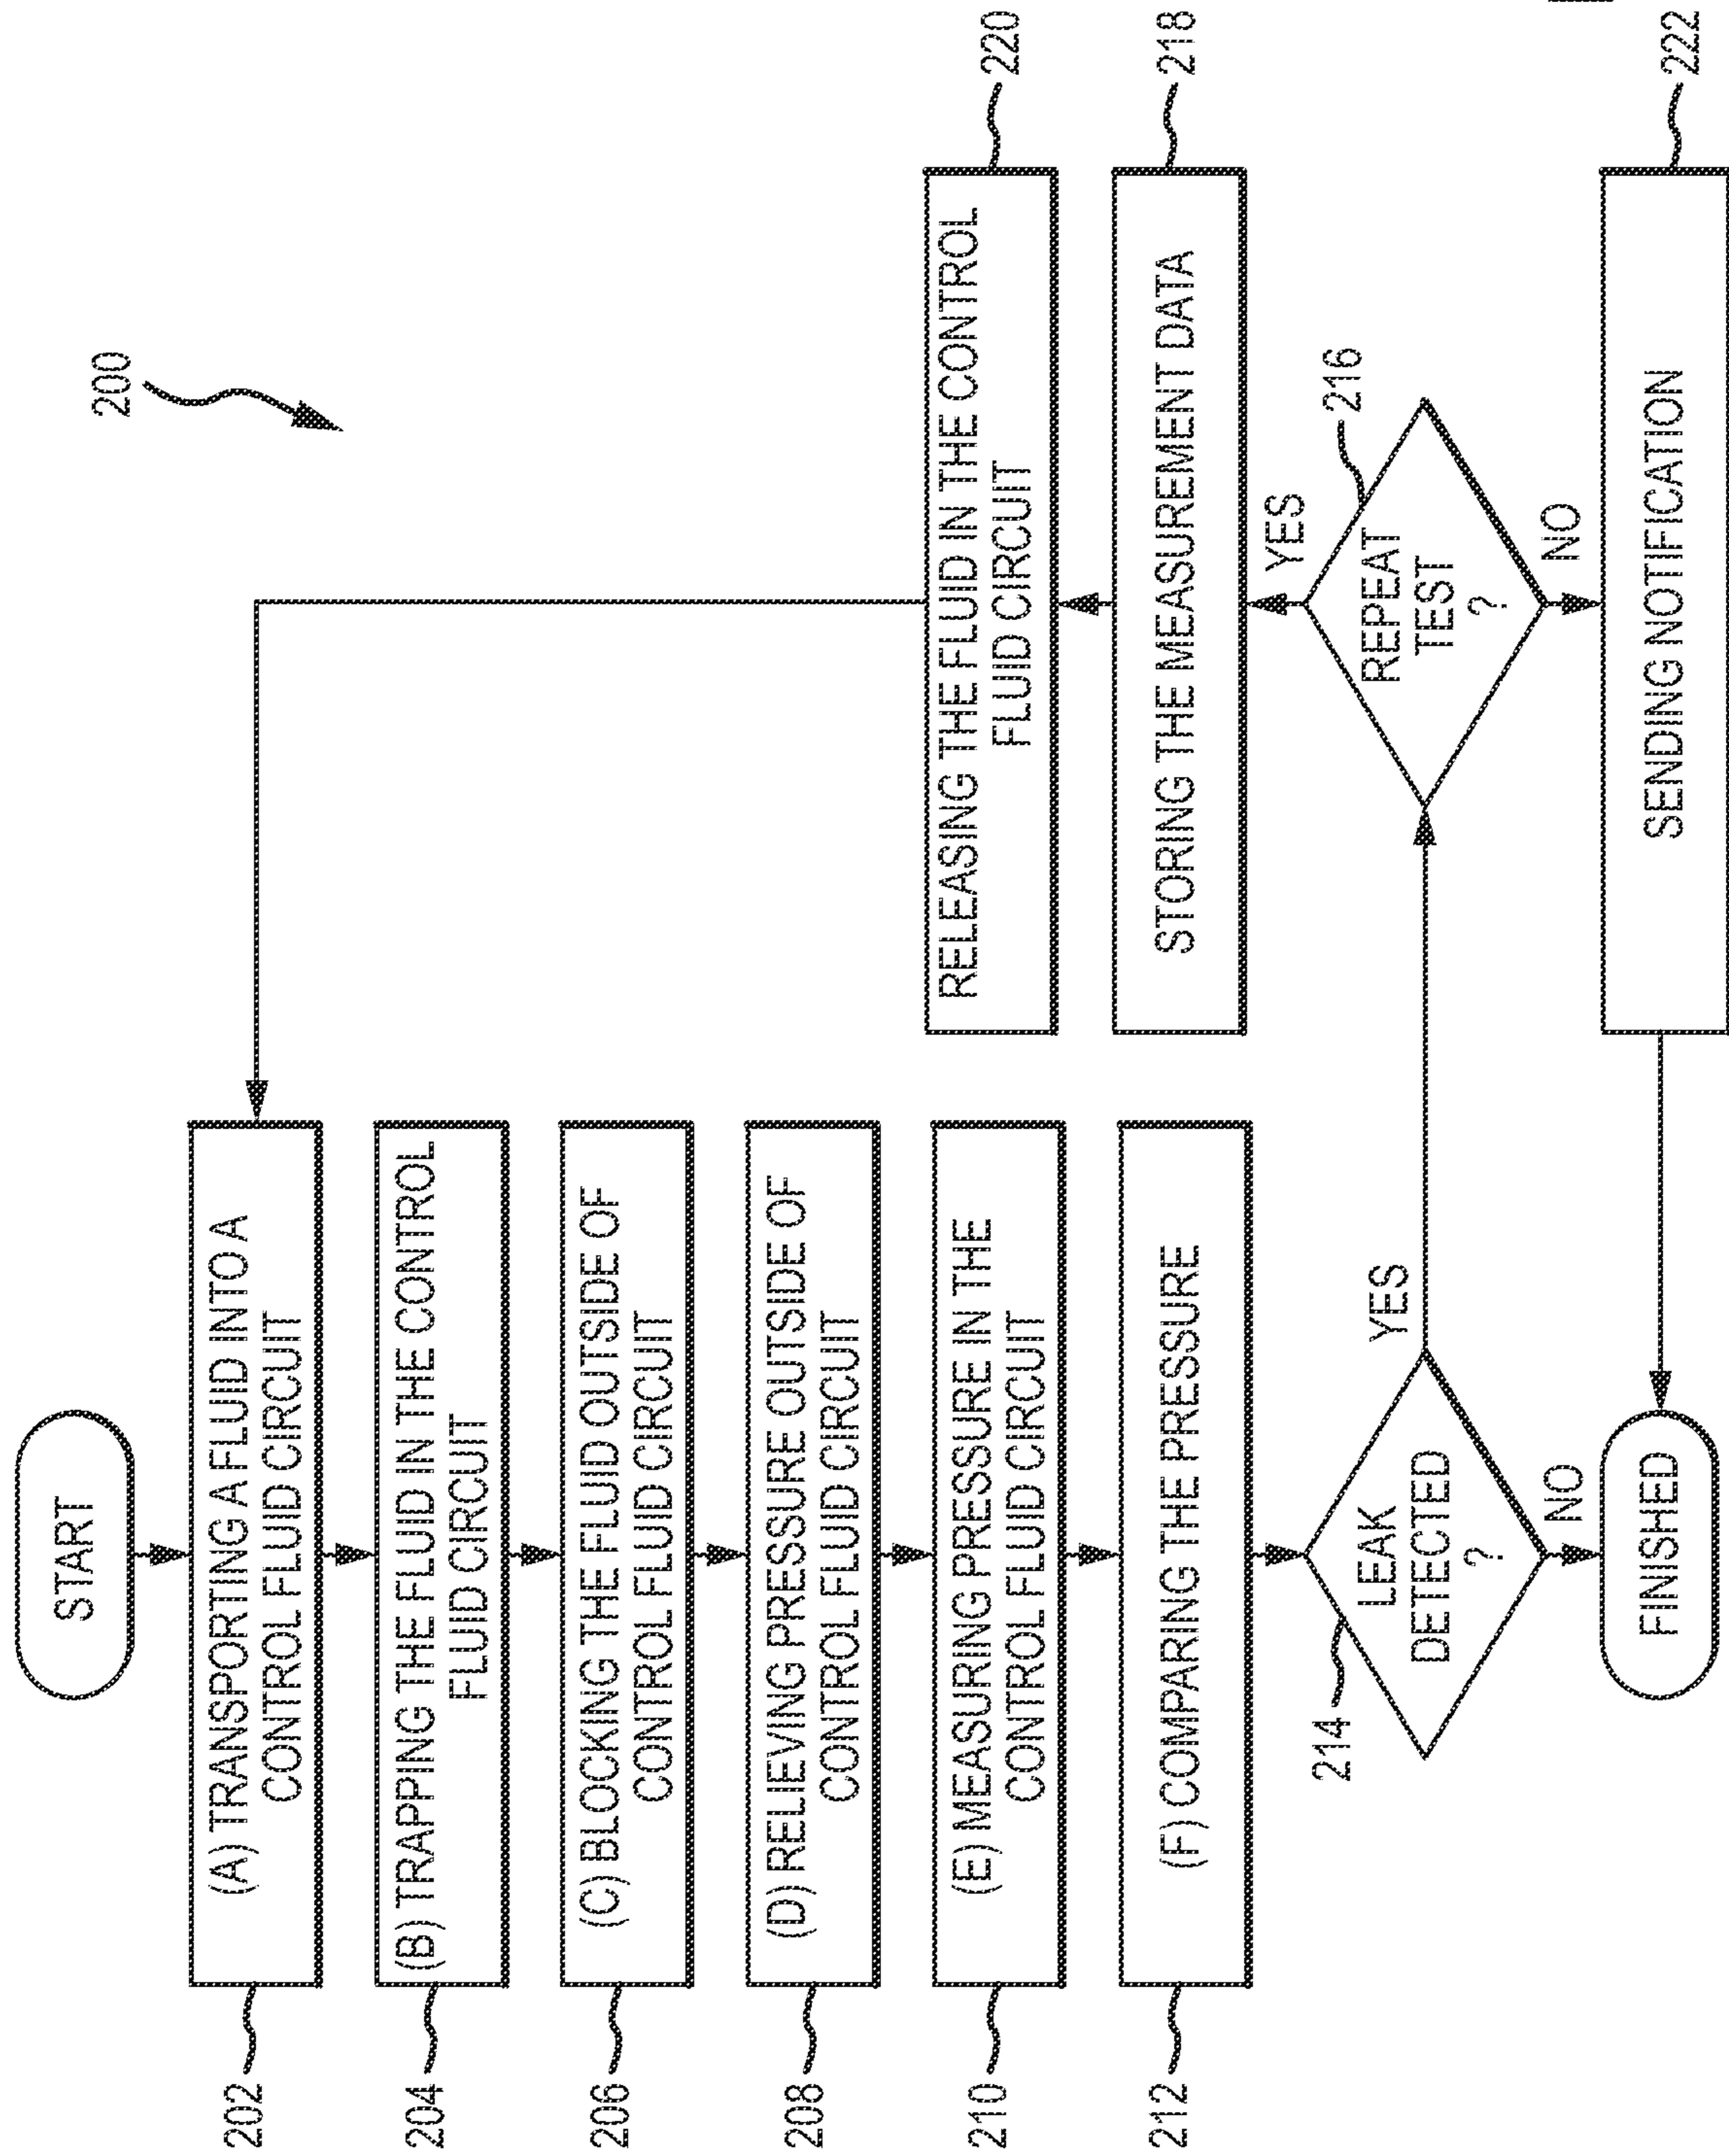 200
START
202
(A) TRANSPORTING A FLUID INTO A
CONTROL FLUID CIRCUIT
204
(B) TRAPPING THE FLUID IN THE CONTROL
FLUID CIRCUIT
206
(C) BLOCKING THE FLUID OUTSIDE OF
CONTROL FLUID CIRCUIT
208
(D) RELIEVING PRESSURE OUTSIDE OF
CONTROL FLUID CIRCUIT
210
(E) MEASURING PRESSURE IN THE
CONTROL FLUID CIRCUIT
212
(F) COMPARING THE PRESSURE
214
LEAK
DETECTED
?
YES
NO
FINISHED
220
RELEASING THE FLUID IN THE CONTROL
FLUID CIRCUIT
218
STORING THE MEASUREMENT DATA
YES
216
REPEAT
TEST
?
NO
222
SENDING NOTIFICATION